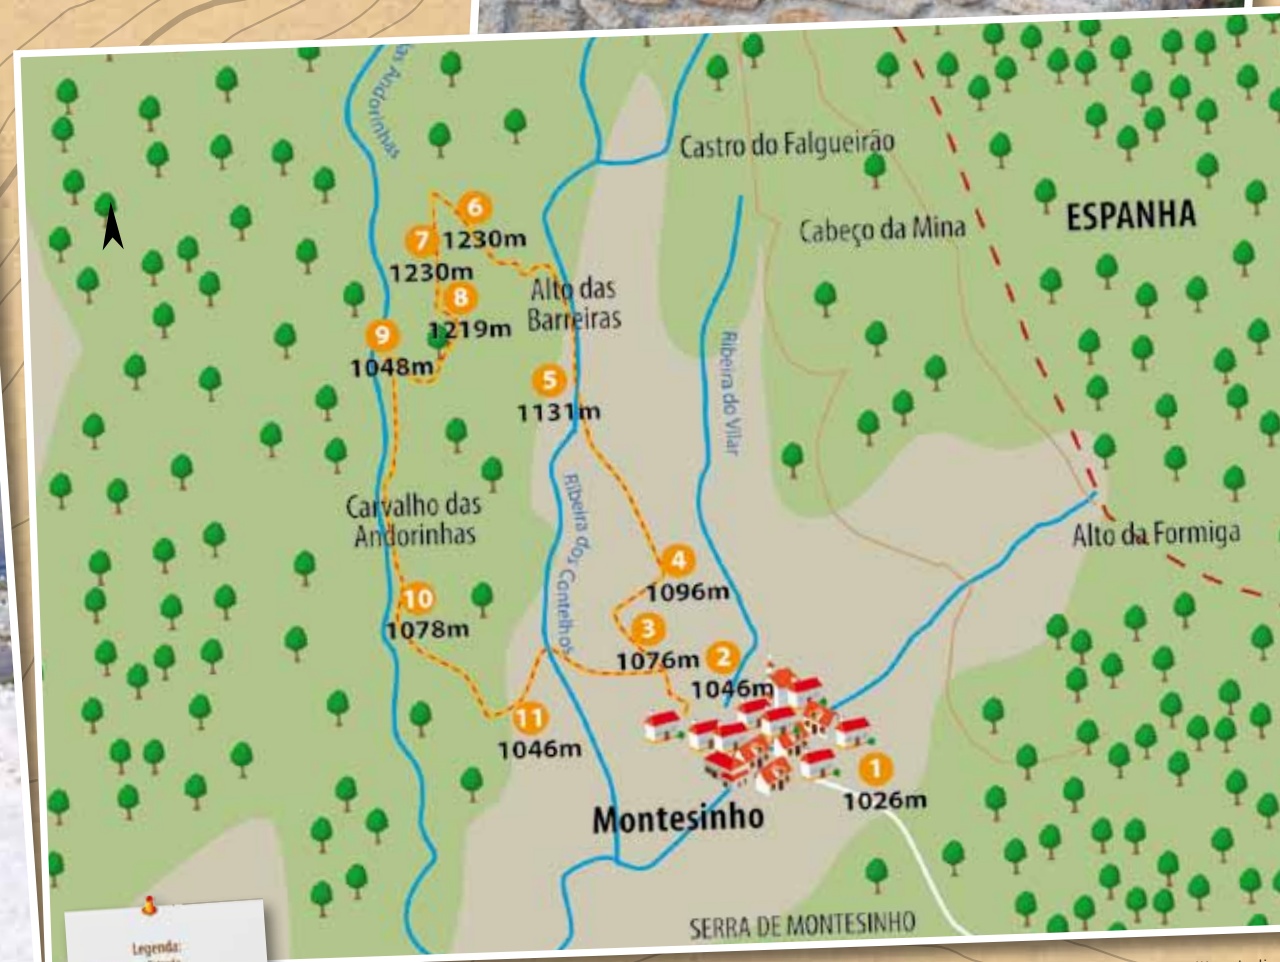 das Andorinhas
Castro do Falgueirão
ESPANHA
Cabeço da Mina
6
1230m
7
1230m
8
1219m
Alto das
Barreiras
9
1048m
5
1131m
Ribeira do Vilar
Carvalho das
Andorinhas
Ribeira dos Contelhos
Alto da Formiga
4
1096m
10
1078m
3
1076m
2
1046m
11
1046m
1
1026m
Montesinho
SERRA DE MONTESINHO
Legenda: